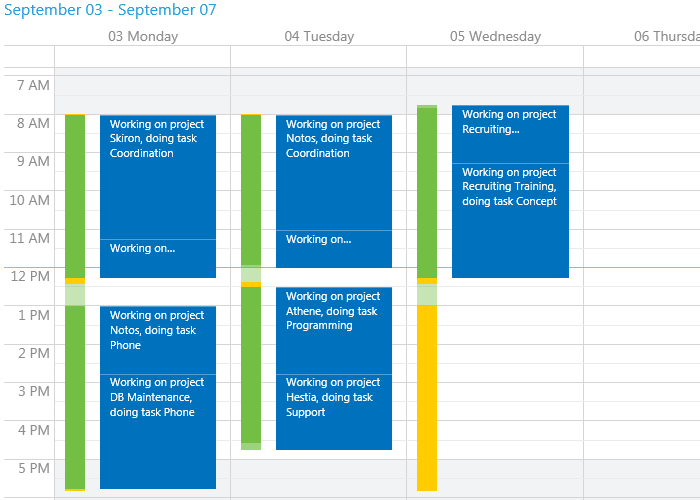 September 03 - September 07
03 Monday
04 Tuesday
05 Wednesday
06 Thursda
7 AM
8 AM
9 AM
10 AM
11 AM
12 PM
1 PM
2 PM
3 PM
4 PM
5 PM
Working on project
Skiron, doing task
Coordination
Working on...
Working on project
Notos, doing task
Phone
Working on project
DB Maintenance,
doing task Phone
Working on project
Notos, doing task
Coordination
Working on...
Working on project
Athene, doing task
Programming
Working on project
Hestia, doing task
Support
Working on project
Recruiting...
Working on project
Recruiting Training,
doing task Concept